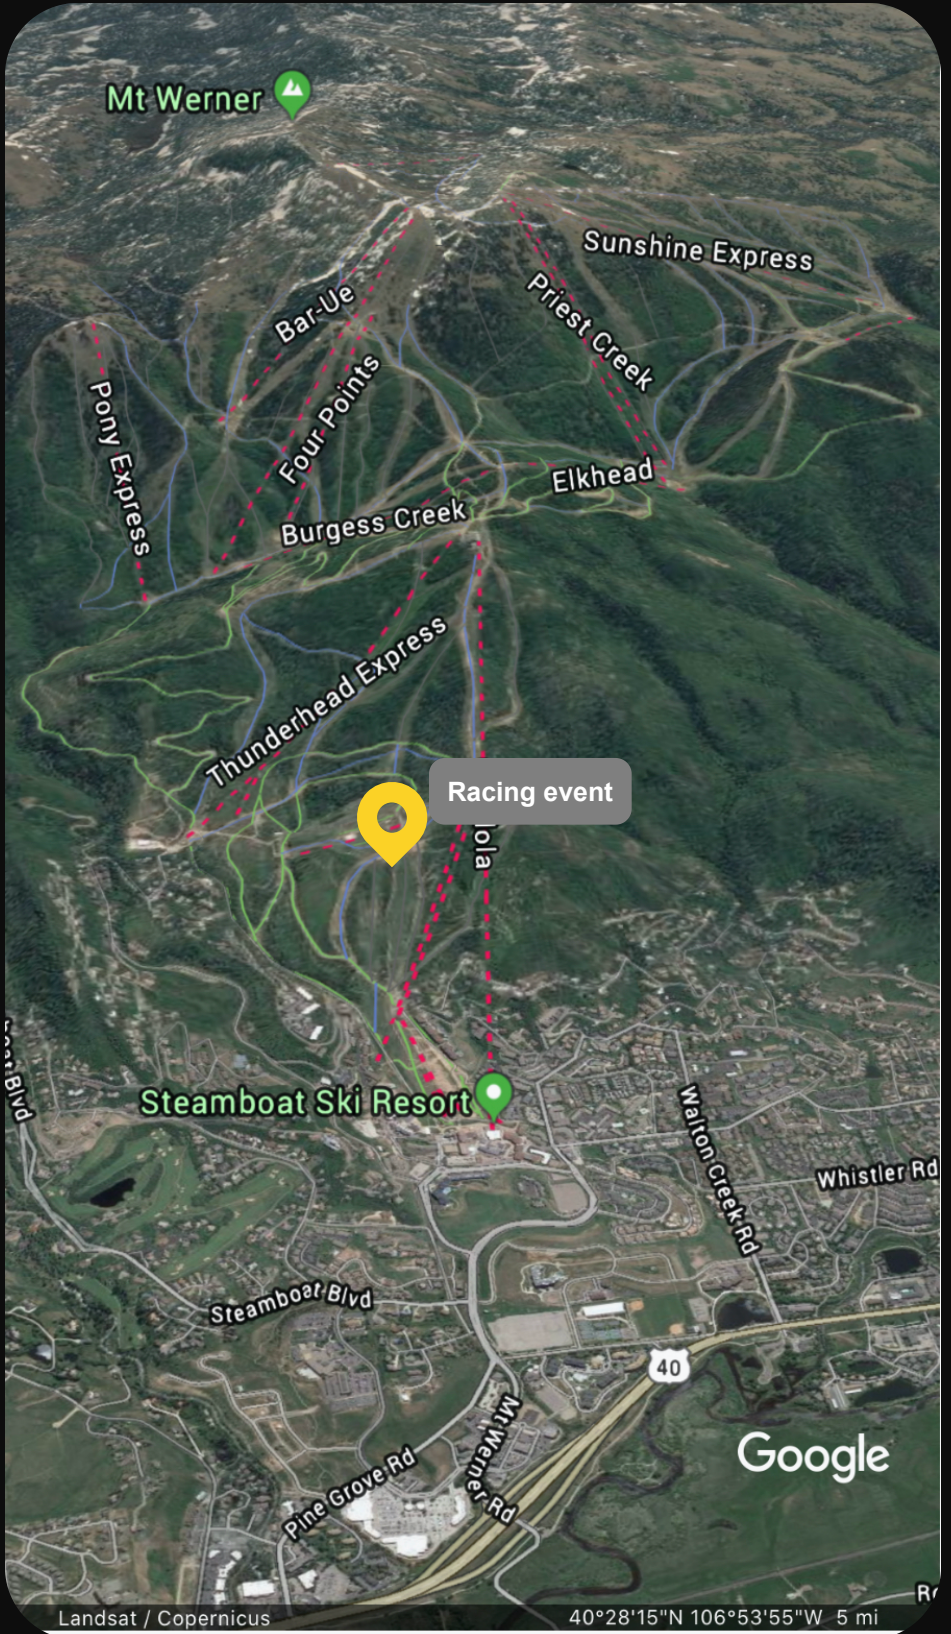 Mt Werner
Sunshine Express
Bar-Ue
Priest Creek
Four Points
Pony Express
Elkhead
Burgess Creek
Thunderhead Express
Racing event
Steamboat Ski Resort
Blvd
Walton Creek Rd
Whistler Rd
Steamboat Blvd
40
Mt Werner Rd
Pine Grove Rd
Google
Landsat / Copernicus
40°28'15"N 106°53'55"W 5 mi